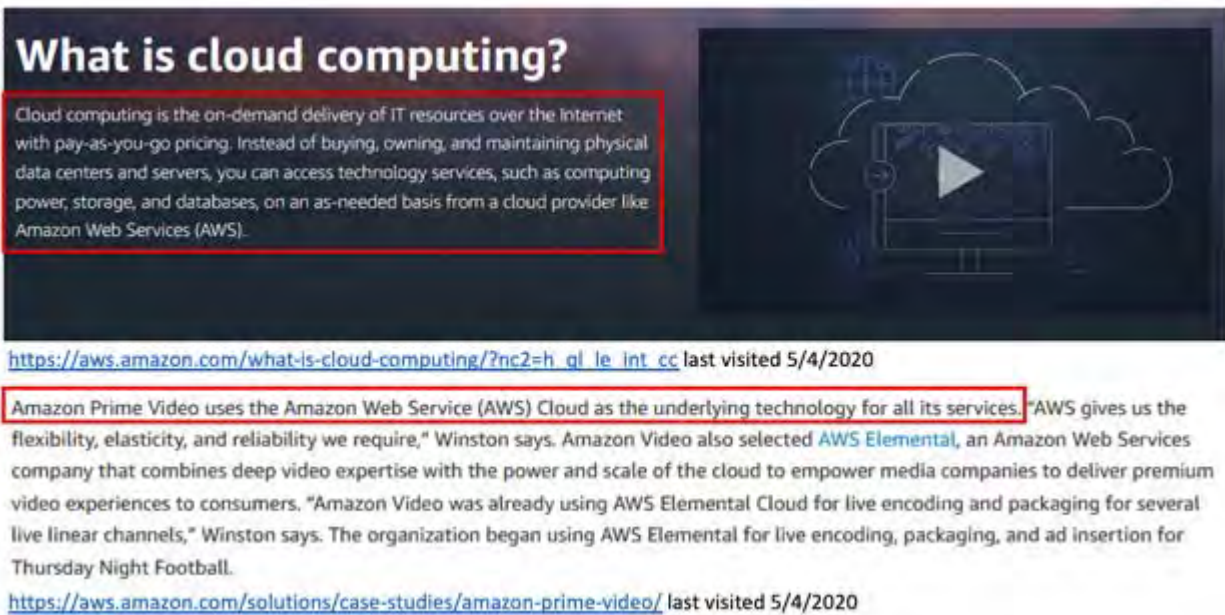 What is cloud computing?
Cloud computing is the on-demand delivery of IT resources over the Internet
with pay-as-you-go pricing. Instead of buying, owning, and maintaining physical
data centers and servers, you can access technology services, such as computing
power, storage, and databases, on an as-needed basis from a cloud provider like
Amazon Web Services (AWS).
https://aws.amazon.com/what-is-cloud-computing/?nc2=h_ql_le_int_cc last visited 5/4/2020
Amazon Prime Video uses the Amazon Web Service (AWS) Cloud as the underlying technology for all its services. “AWS gives us the
flexibility, elasticity, and reliability we require,” Winston says. Amazon Video also selected AWS Elemental, an Amazon Web Services
company that combines deep video expertise with the power and scale of the cloud to empower media companies to deliver premium
video experiences to consumers. “Amazon Video was already using AWS Elemental Cloud for live encoding and packaging for several
live linear channels,” Winston says. The organization began using AWS Elemental for live encoding, packaging, and ad insertion for
Thursday Night Football.
https://aws.amazon.com/solutions/case-studies/amazon-prime-video/ last visited 5/4/2020